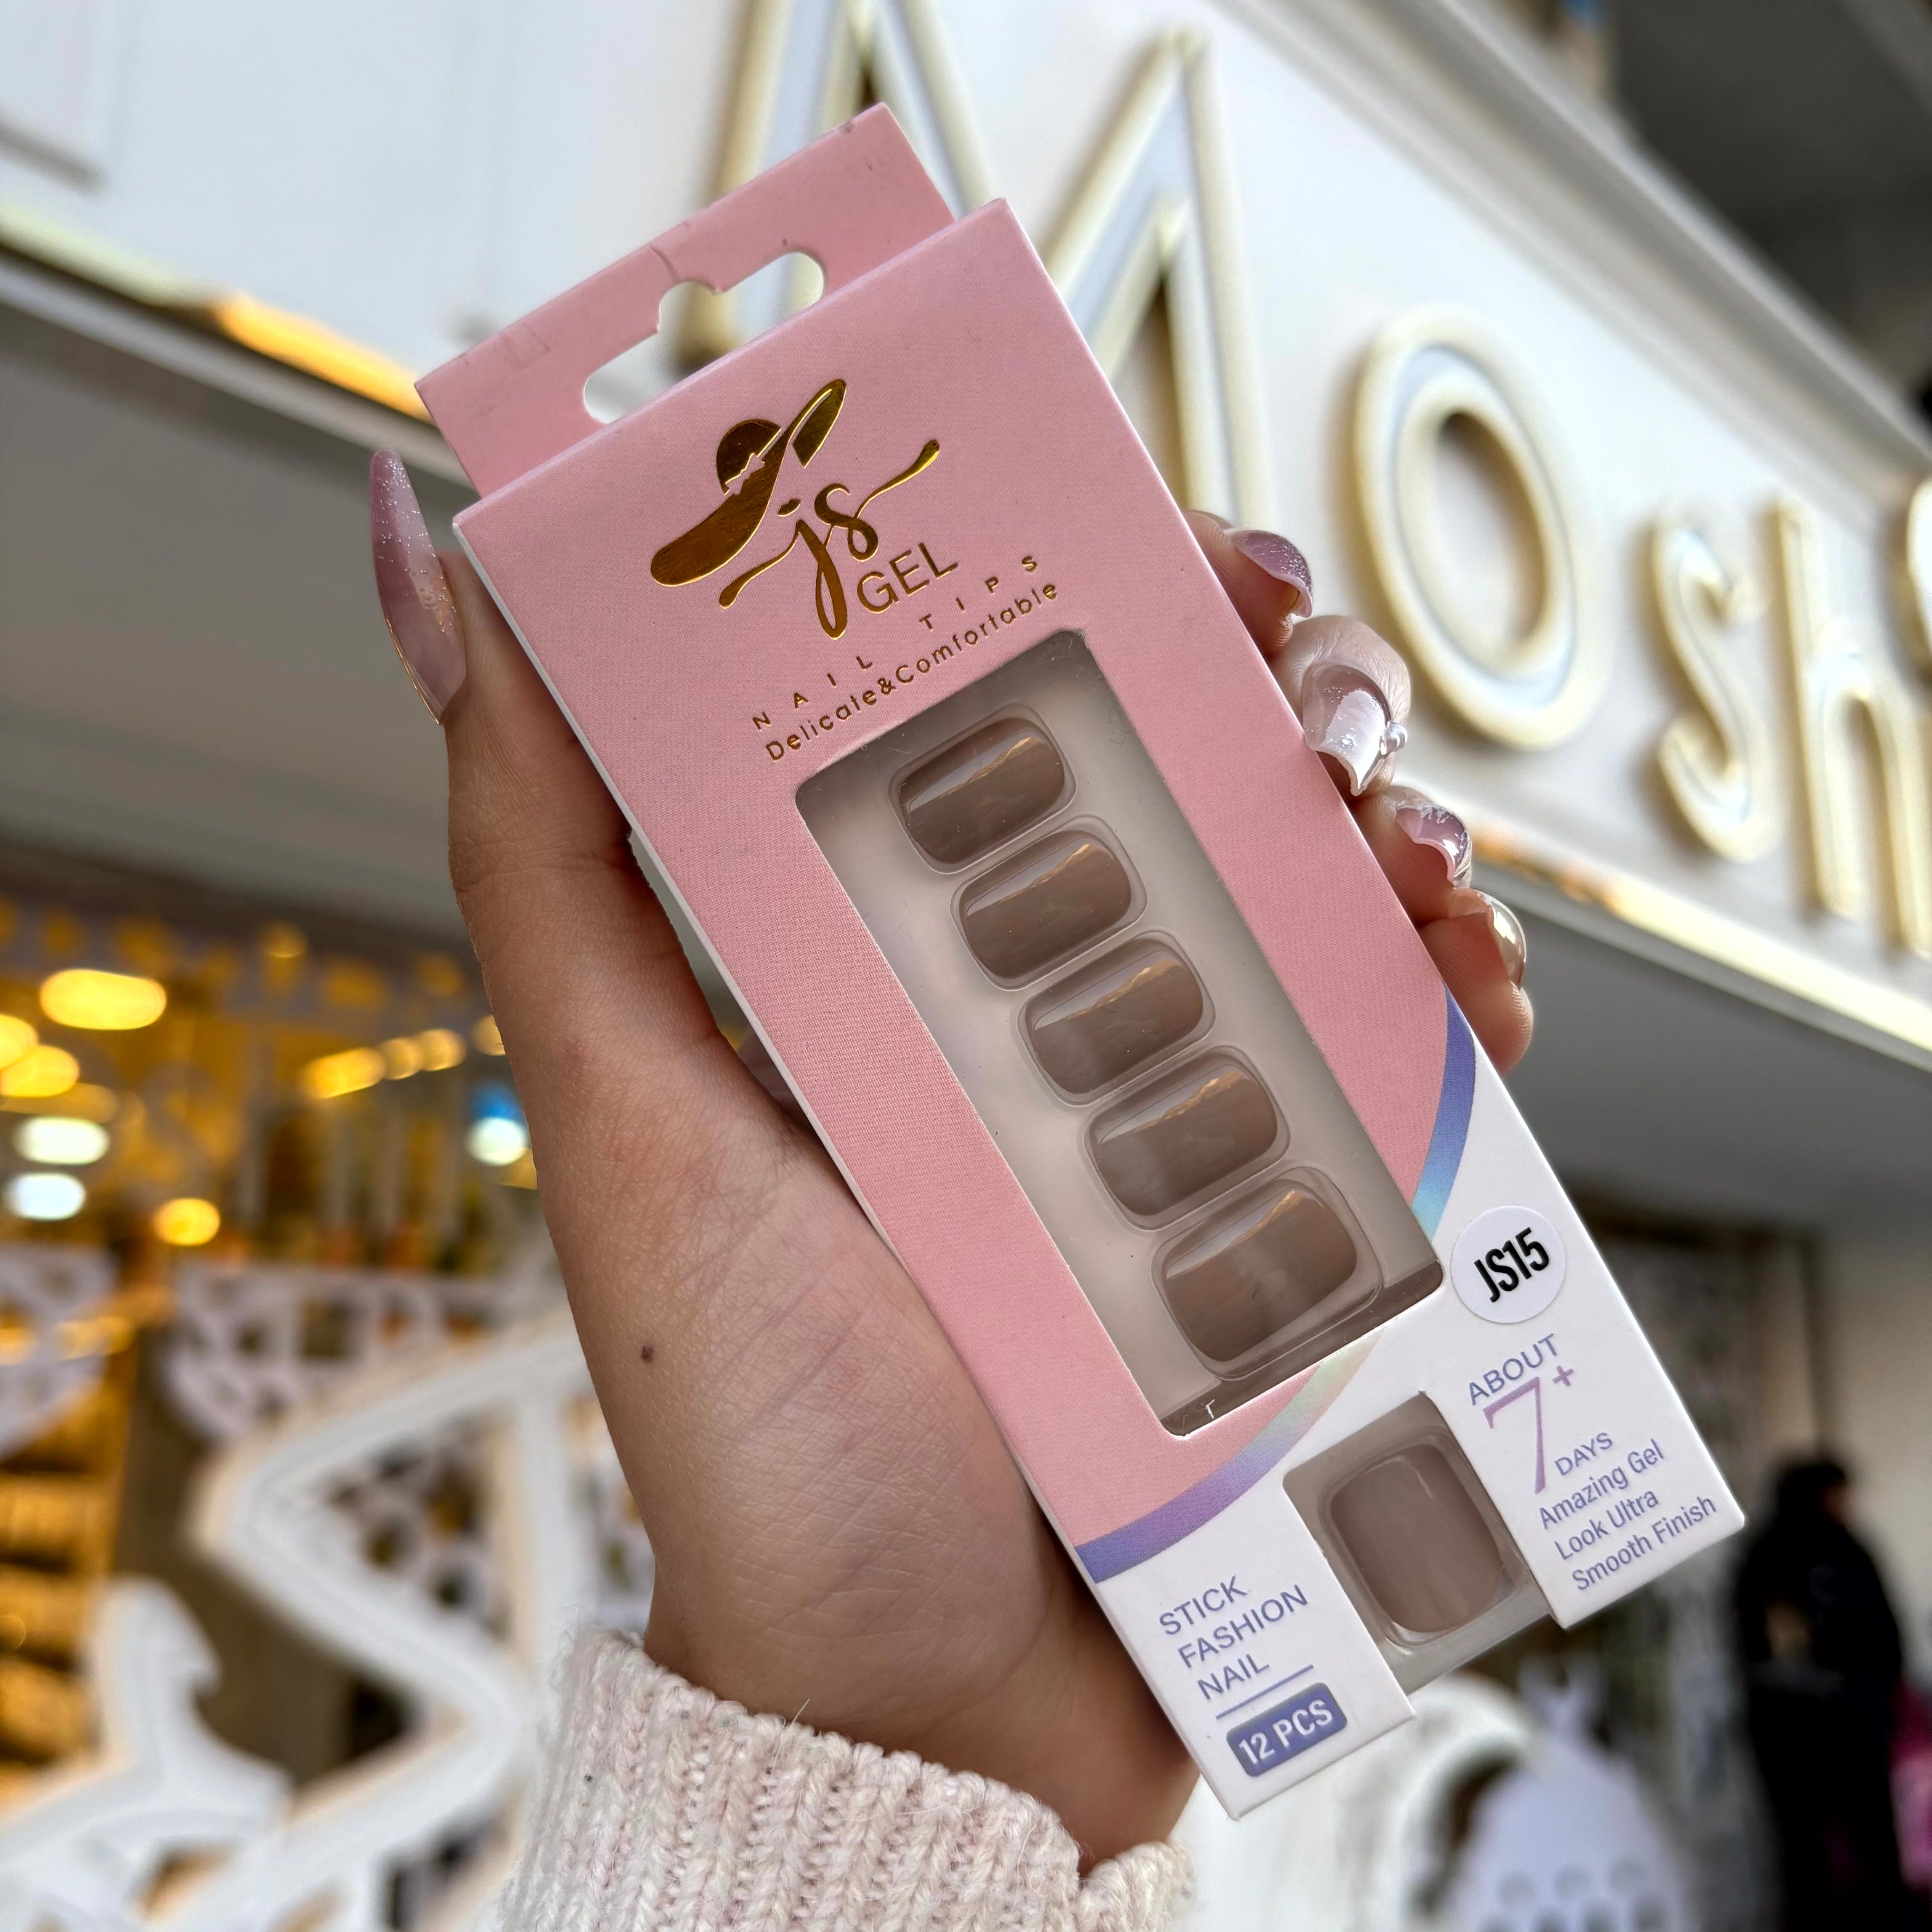 Mosh
js
GEL
NAIL TIPS
Delicate&Comfortable
JS15
ABOUT
7+
DAYS
Amazing Gel
Look Ultra
Smooth Finish
STICK
FASHION
NAIL
12 PCS